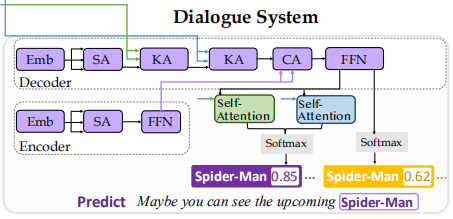 Dialogue System
Emb SA KA KA CA FFN
Decoder
Self-Attention Self-Attention
Emb SA FFN
Encoder
Softmax Softmax
Spider-Man 0.85 ... Spider-Man 0.62 ...
Predict Maybe you can see the upcoming Spider-Man